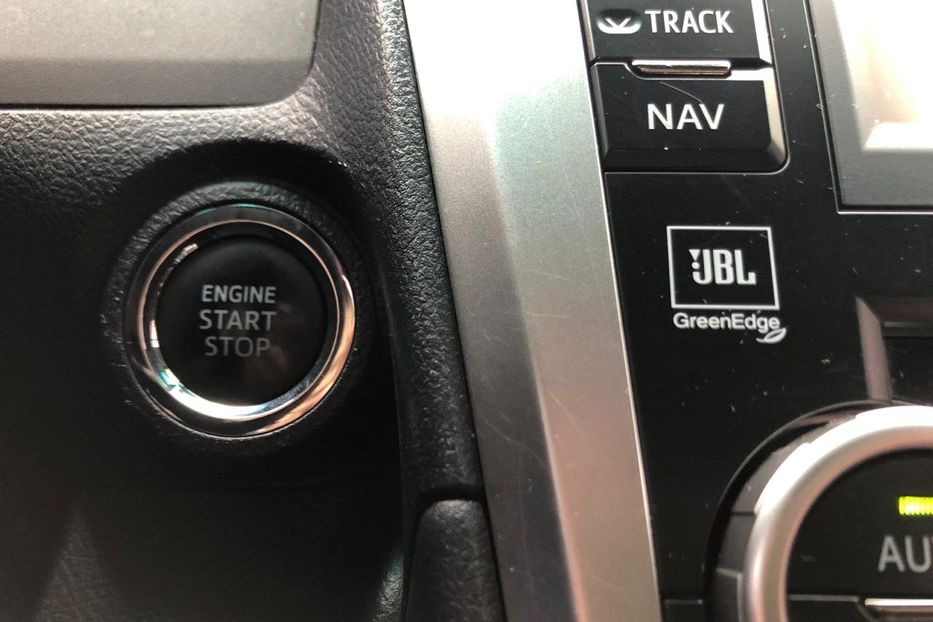 TRACK
NAV
JBL
GreenEdge
ENGINE
START
STOP